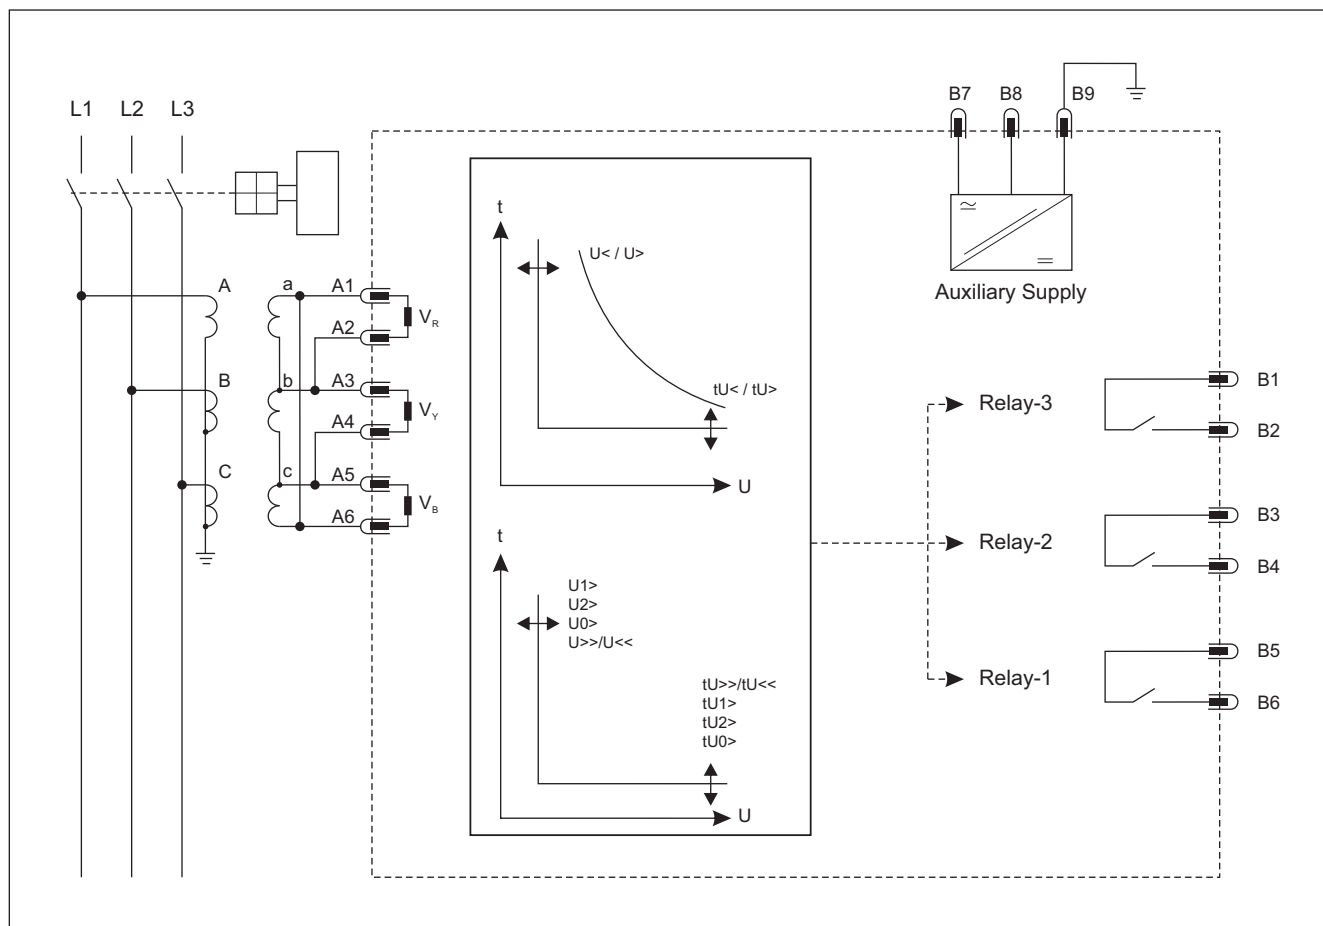 B7 B8 B9
L1 L2 L3
Auxiliary Supply
t
U< / U>
tU< / tU>
U
A a A1
V_R
A2
B b A3
V_Y
A4
C c A5
V_B
A6
t
U1>
U2>
U0>
U>>/U<<
tU>>/tU<<
tU1>
tU2>
tU0>
U
Relay-3
B1
B2
Relay-2
B3
B4
Relay-1
B5
B6